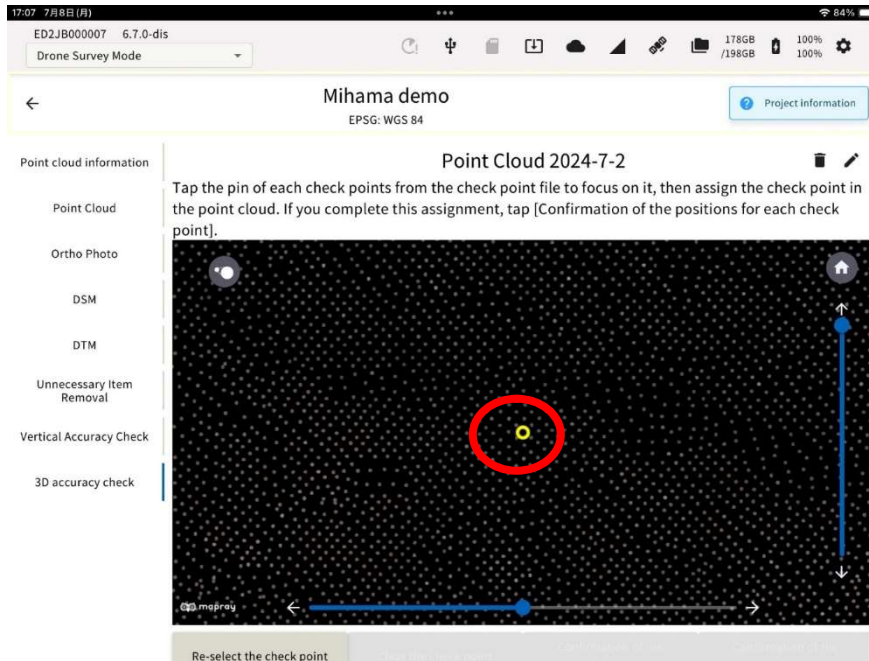 17:07 7月8日(月) 84%
ED2JB000007 6.7.0-dis
Drone Survey Mode
178GB
/198GB
100%
100%
Mihama demo
EPSG: WGS 84
Project information
Point cloud information
Point Cloud
Ortho Photo
DSM
DTM
Unnecessary Item
Removal
Vertical Accuracy Check
3D accuracy check
Point Cloud 2024-7-2
Tap the pin of each check points from the check point file to focus on it, then assign the check point in
the point cloud. If you complete this assignment, tap [Confirmation of the positions for each check
point].
mapray
Re-select the check point